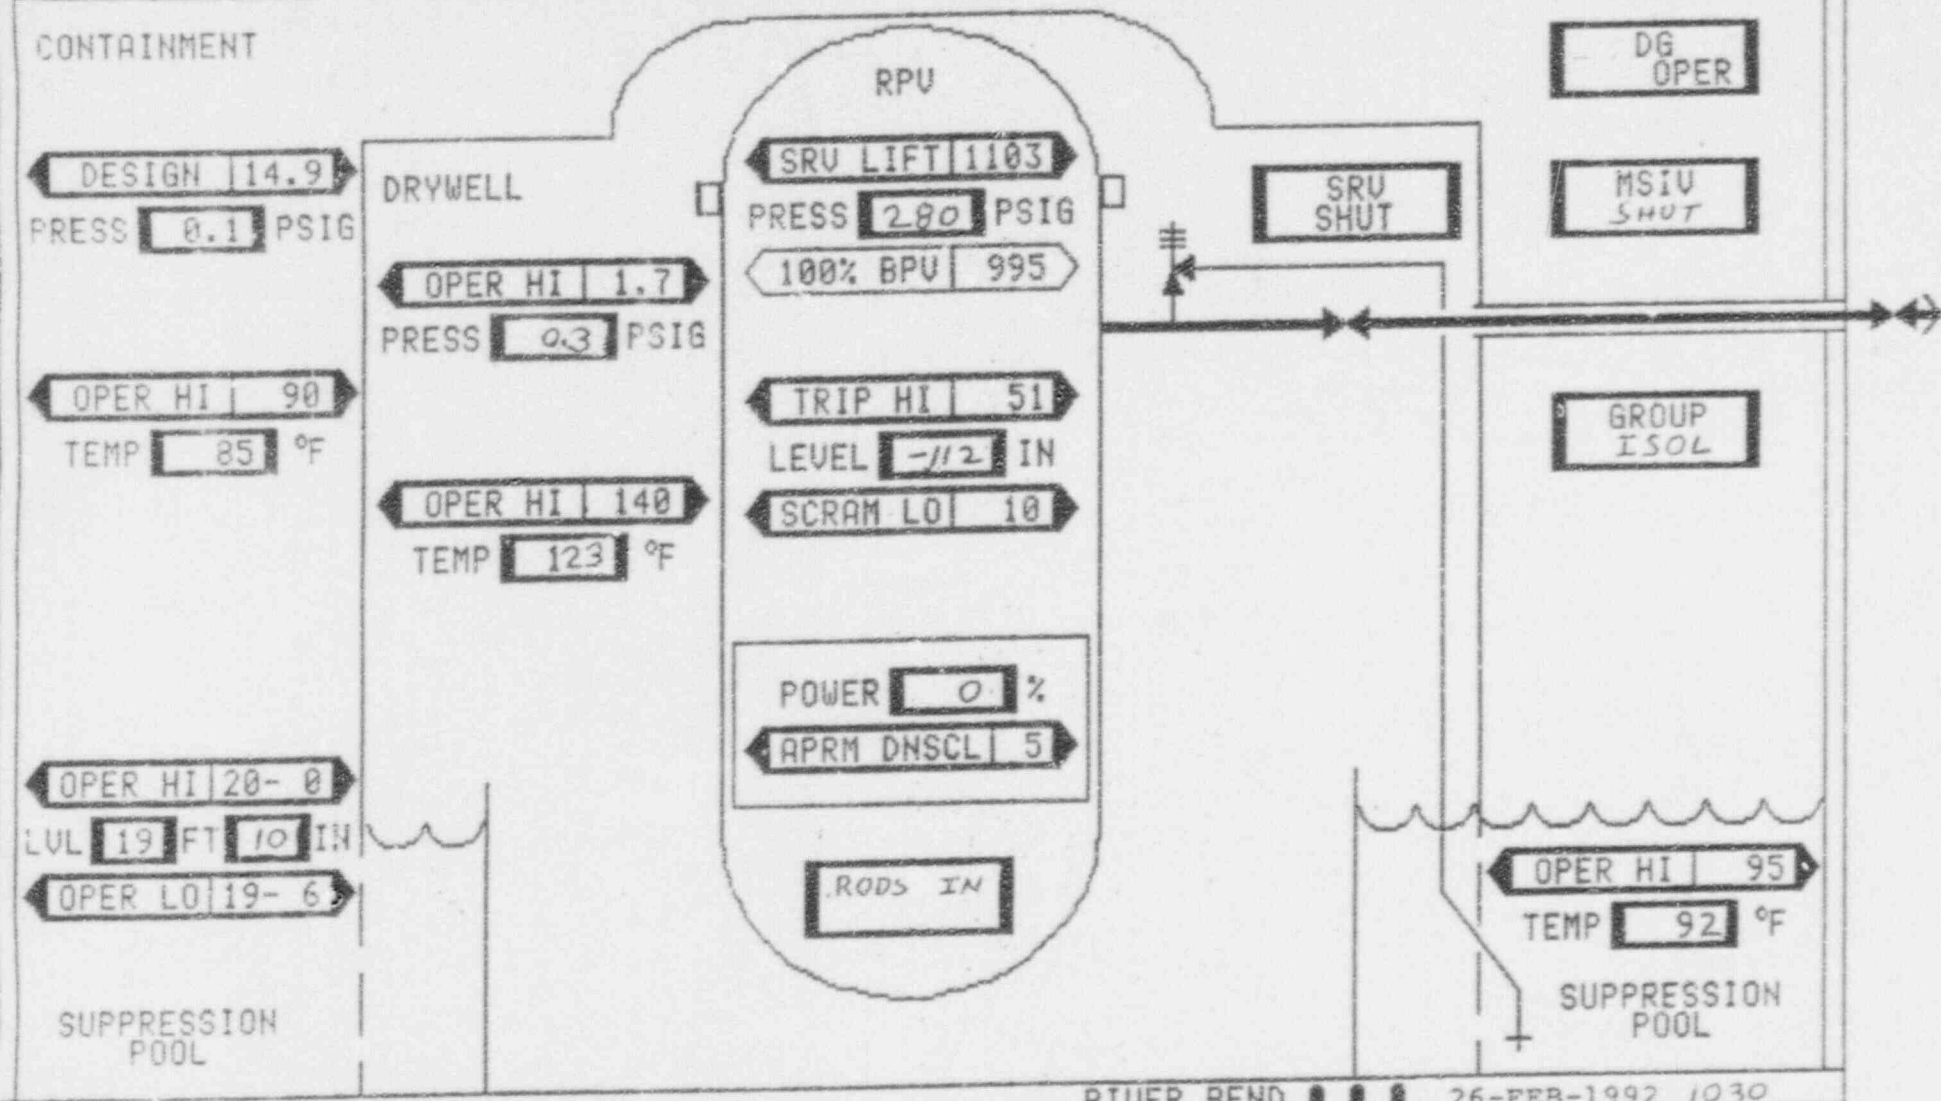 CONTAINMENT
DESIGN 14.9
PRESS 0.1 PSIG
OPER HI 90
TEMP 85 °F
OPER HI 20- 0
LVL 19 FT 10 IN
OPER LO 19- 6
SUPPRESSION
POOL
DRYWELL
OPER HI 1.7
PRESS 0.3 PSIG
OPER HI 140
TEMP 123 °F
RPV
SRV LIFT 1103
PRESS 280 PSIG
100% BPV 995
TRIP HI 51
LEVEL -112 IN
SCRAM LO 10
POWER 0 %
APRM DNSCL 5
RODS IN
SRV
SHUT
DG
OPER
MSIV
SHUT
GROUP
ISOL
OPER HI 95
TEMP 92 °F
SUPPRESSION
POOL
RIVER BEND 26-FEB-1992 1030